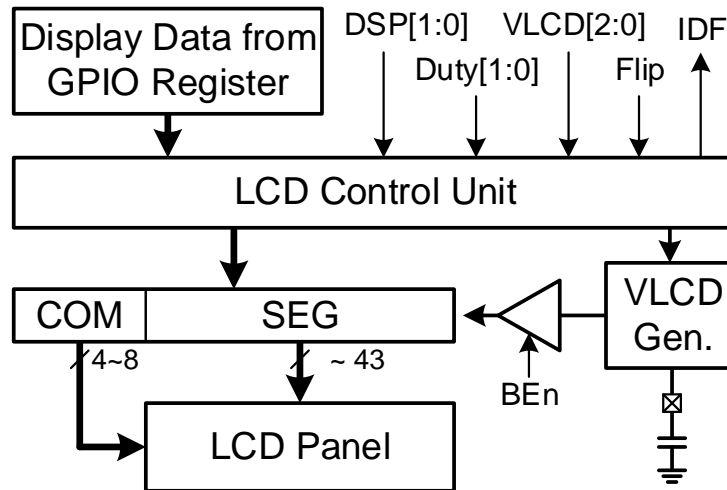 Display Data from
GPIO Register
DSP[1:0]
VLCD[2:0]
IDF
Duty[1:0]
Flip
LCD Control Unit
COM
SEG
VLCD
Gen.
4~8
~ 43
BEn
LCD Panel